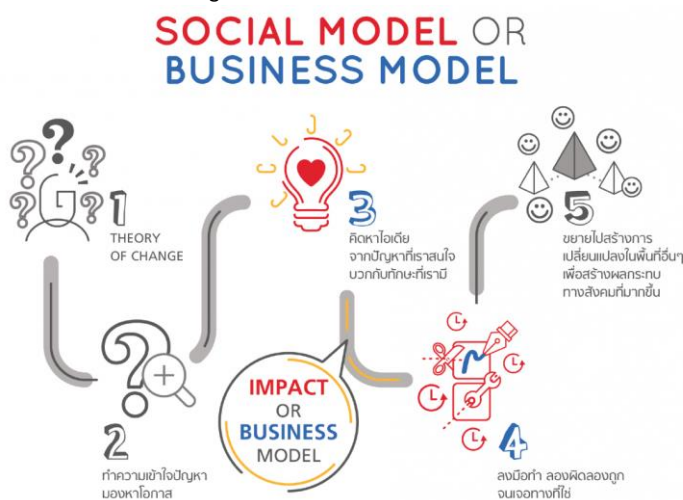 SOCIAL MODEL OR
BUSINESS MODEL
1
THEORY
OF CHANGE
2
ทำความเข้าใจปัญหา
มองหาโอกาส
3
คิดหาไอเดีย
จากปัญหาที่เราสนใจ
บวกกับทักษะที่เรามี
IMPACT
OR
BUSINESS
MODEL
4
ลงมือทำ ลองผิดลองถูก
จนเจอทางที่ใช่
5
ขยายไปสร้างการ
เปลี่ยนแปลงในพื้นที่อื่นๆ
เพื่อสร้างผลกระทบ
ทางสังคมที่มากขึ้น